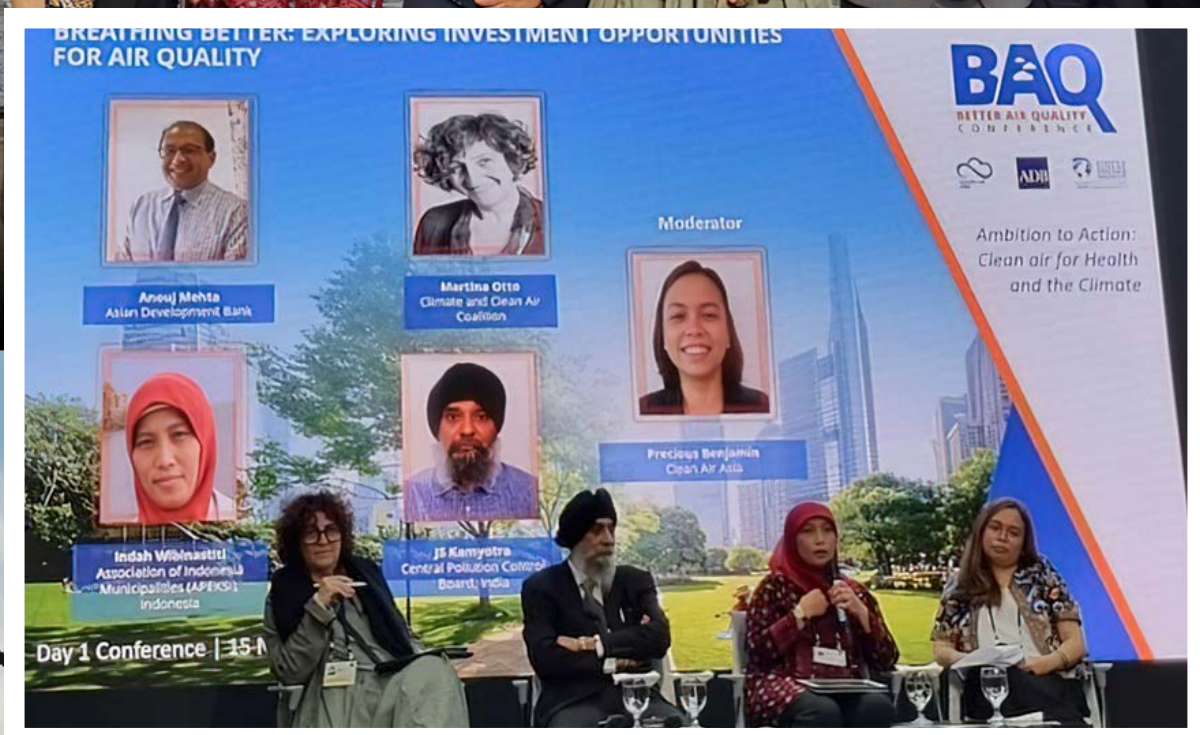 BREATHING BETTER: EXPLORING INVESTMENT OPPORTUNITIES
FOR AIR QUALITY
BAQ
BETTER AIR QUALITY
CONFERENCE
ADB
Ambition to Action:
Clean air for Health
and the Climate
Anouj Mehta
Asian Development Bank
Martina Otto
Climate and Clean Air
Coalition
Moderator
Precious Benjamin
Clean Air Asia
Indah Wibinastiti
Association of Indonesia
Municipalities (APEKSI),
Indonesia
JS Kamyotra
Central Pollution Control
Board, India
Day 1 Conference | 15 N